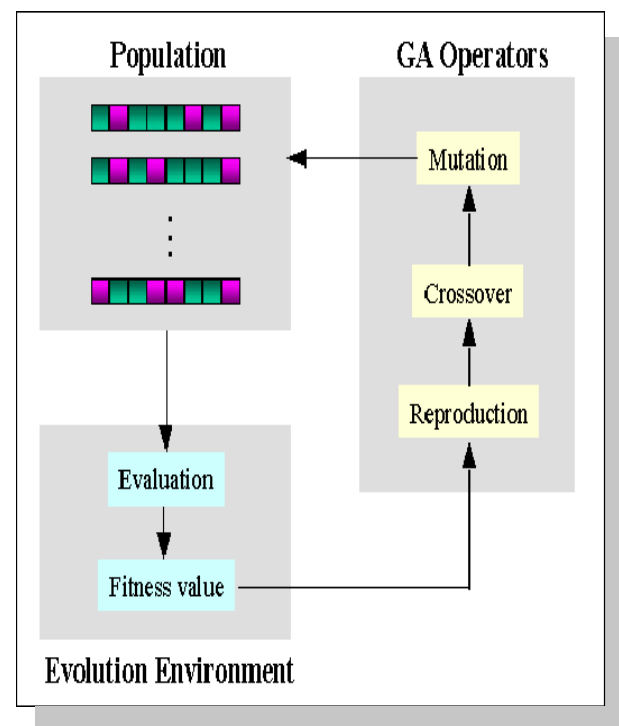 Population
GA Operators
Mutation
Crossover
Reproduction
Evaluation
Fitness value
Evolution Environment